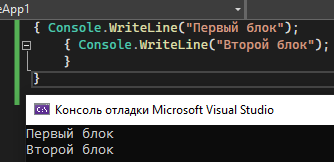 eApp1
{ Console.WriteLine("Первый блок");
{ Console.WriteLine("Второй блок");
}
}
C:\ Консоль отладки Microsoft Visual Studio
Первый блок
Второй блок